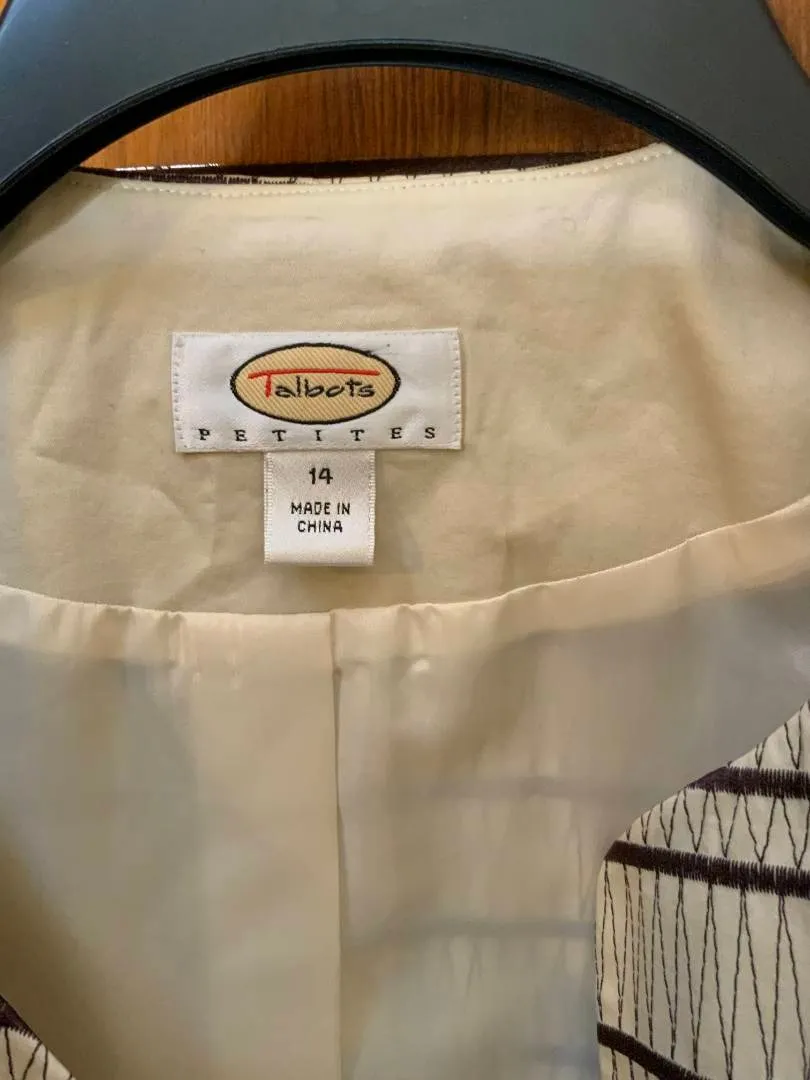 Talbots
PETITES
14
MADE IN
CHINA